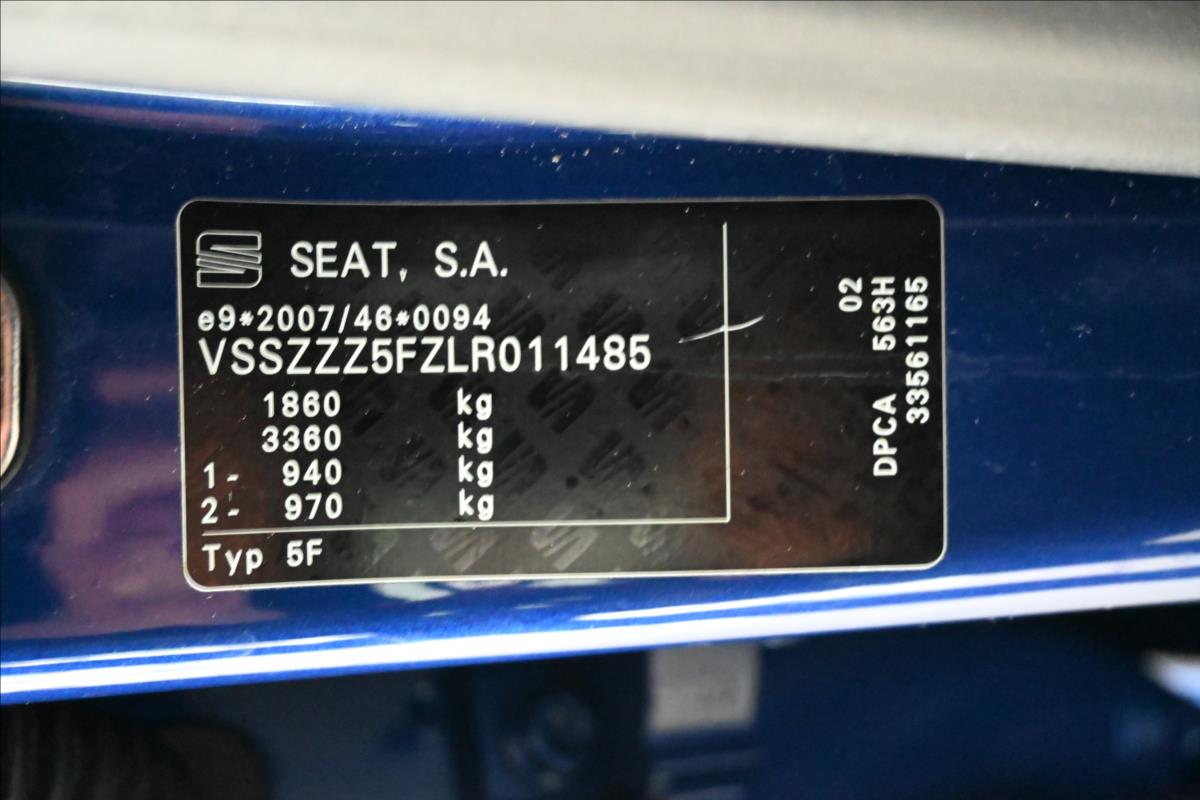 SEAT, S.A.
e9*2007/46*0094
VSSZZZ5FZLR011485
1860 kg
3360 kg
1- 940 kg
2- 970 kg
Typ 5F
02
DPCA 563H
33561165